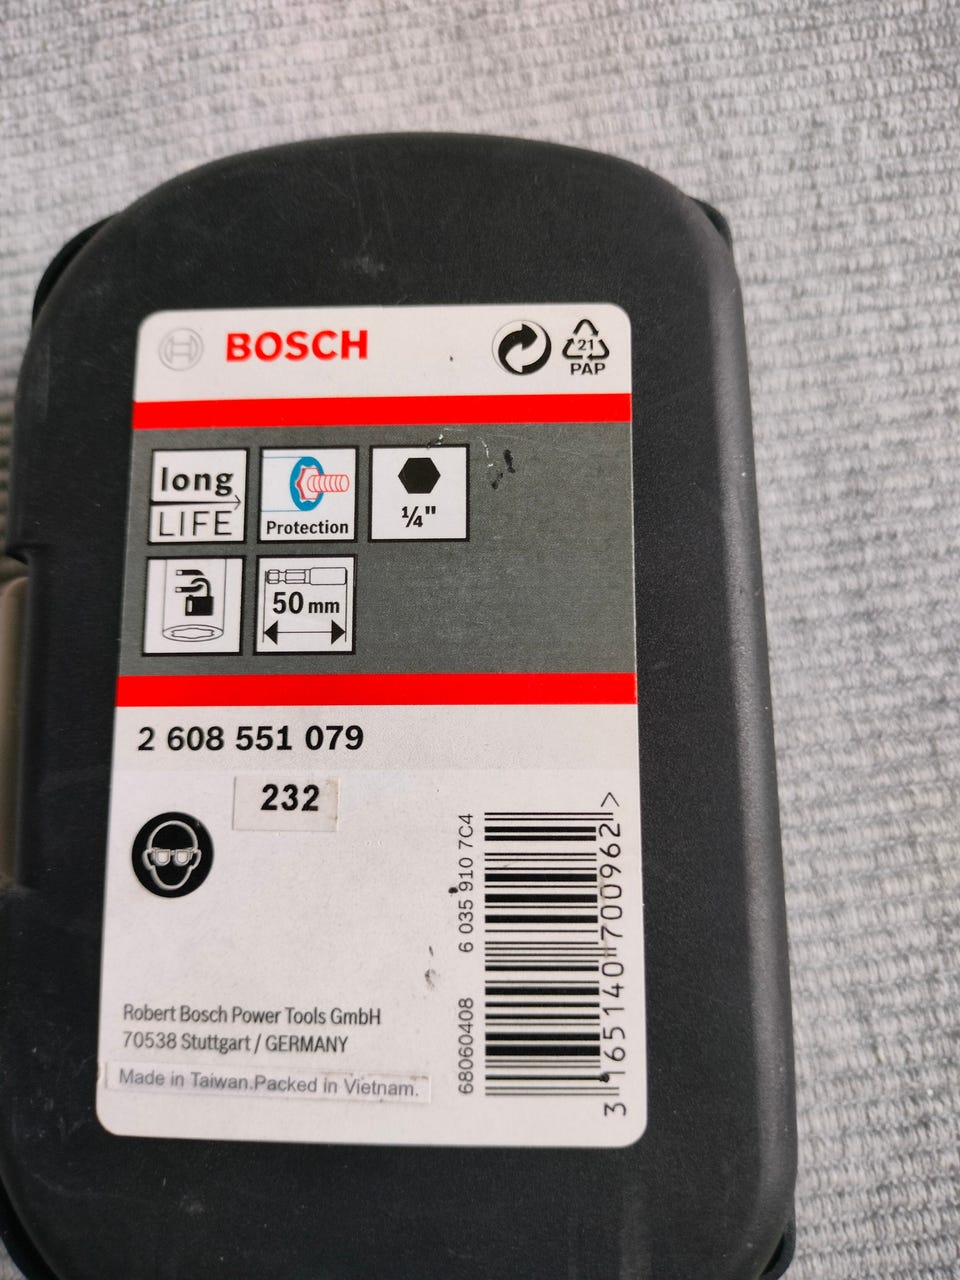 BOSCH
21
PAP
long
LIFE
Protection
¼"
50 mm
2 608 551 079
232
6 035 910 7C4
68060408
3 165140 700962 >
Robert Bosch Power Tools GmbH
70538 Stuttgart / GERMANY
Made in Taiwan.Packed in Vietnam.